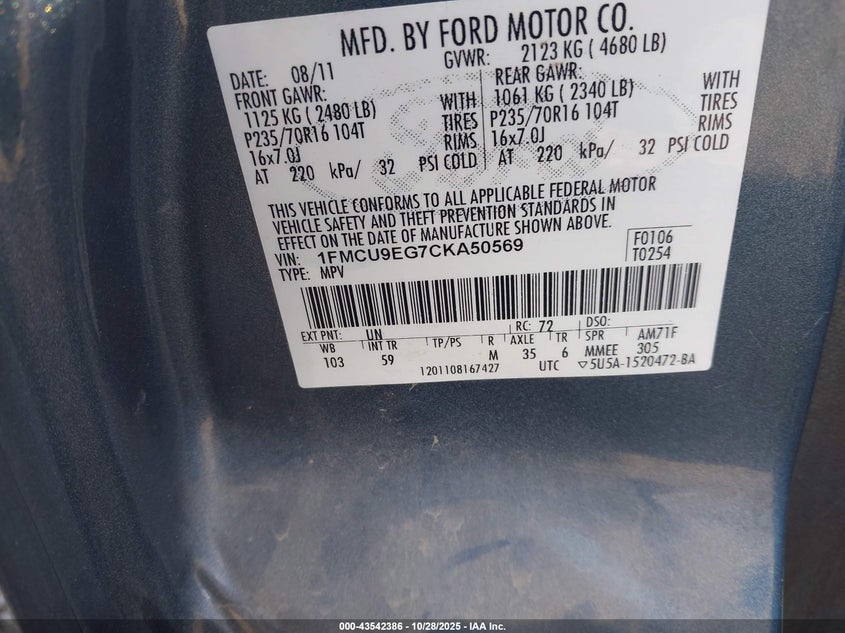 MFD. BY FORD MOTOR CO.
DATE: 08/11
GVWR: 2123 KG ( 4680 LB)
FRONT GAWR:
1125 KG ( 2480 LB) WITH
P235/70R16 104T TIRES
16x7.0J RIMS
AT 220 kPa/ 32 PSI COLD
REAR GAWR: WITH
1061 KG ( 2340 LB) TIRES
P235/70R16 104T RIMS
16x7.0J
AT 220 kPa/ 32 PSI COLD
THIS VEHICLE CONFORMS TO ALL APPLICABLE FEDERAL MOTOR
VEHICLE SAFETY AND THEFT PREVENTION STANDARDS IN
EFFECT ON THE DATE OF MANUFACTURE SHOWN ABOVE.
VIN: 1FMCU9EG7CKA50569
TYPE: MPV
F0106
T0254
EXT PNT: UN RC: 72 DSO:
WB INT TR TP/PS R AXLE TR SPR AM71F
103 59 M 35 6 MMEE 305
1201108167427 UTC ▽5U5A-1520472-BA
000-43542386 - 10/28/2025 - IAA Inc.